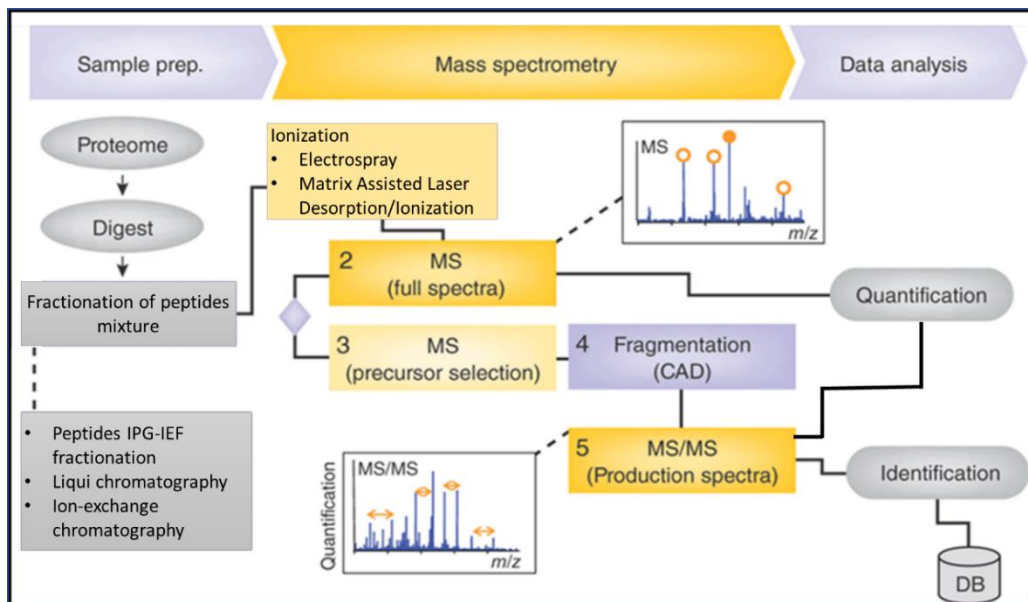 Sample prep.
Mass spectrometry
Data analysis
Proteome
Digest
Fractionation of peptides
mixture
• Peptides IPG-IEF
fractionation
• Liqui chromatography
• Ion-exchange
chromatography
Ionization
• Electrospray
• Matrix Assisted Laser
Desorption/Ionization
MS
m/z
2 MS
(full spectra)
3 MS
(precursor selection)
4 Fragmentation
(CAD)
5 MS/MS
(Production spectra)
Quantification
MS/MS
m/z
Quantification
Identification
DB